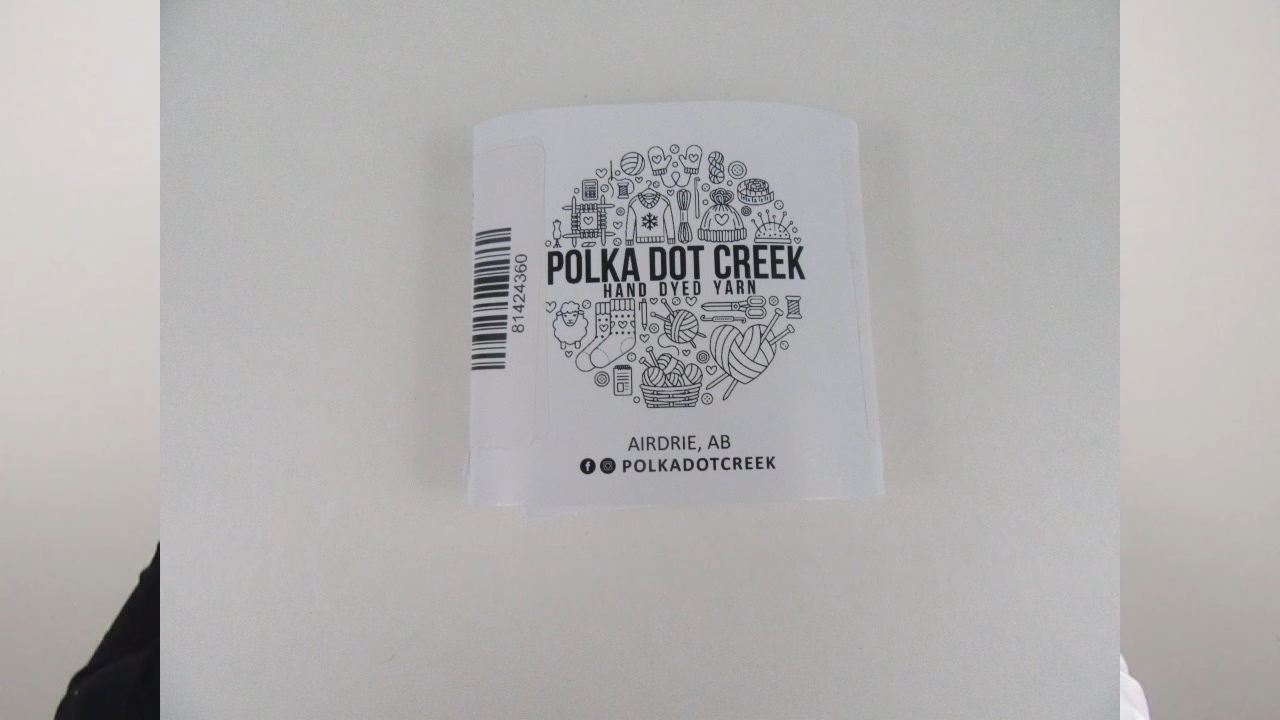 POLKA DOT CREEK
HAND DYED YARN
81424360
AIRDRIE, AB
POLKADOTCREEK